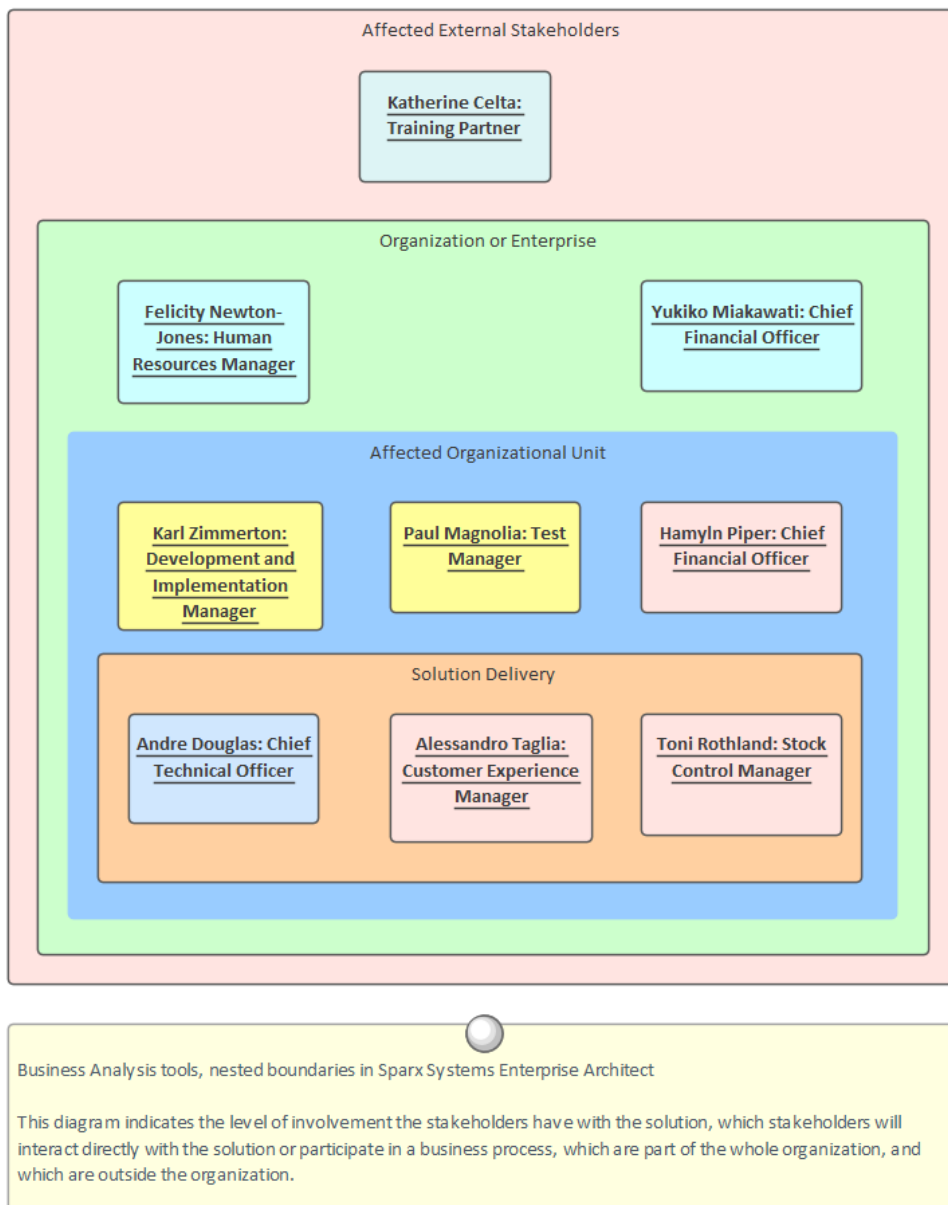 Affected External Stakeholders
Katherine Celta:
Training Partner
Organization or Enterprise
Felicity Newton-
Jones: Human
Resources Manager
Yukiko Miakawati: Chief
Financial Officer
Affected Organizational Unit
Karl Zimmerton:
Development and
Implementation
Manager
Paul Magnolia: Test
Manager
Hamyln Piper: Chief
Financial Officer
Solution Delivery
Andre Douglas: Chief
Technical Officer
Alessandro Taglia:
Customer Experience
Manager
Toni Rothland: Stock
Control Manager
Business Analysis tools, nested boundaries in Sparx Systems Enterprise Architect
This diagram indicates the level of involvement the stakeholders have with the solution, which stakeholders will
interact directly with the solution or participate in a business process, which are part of the whole organization, and
which are outside the organization.